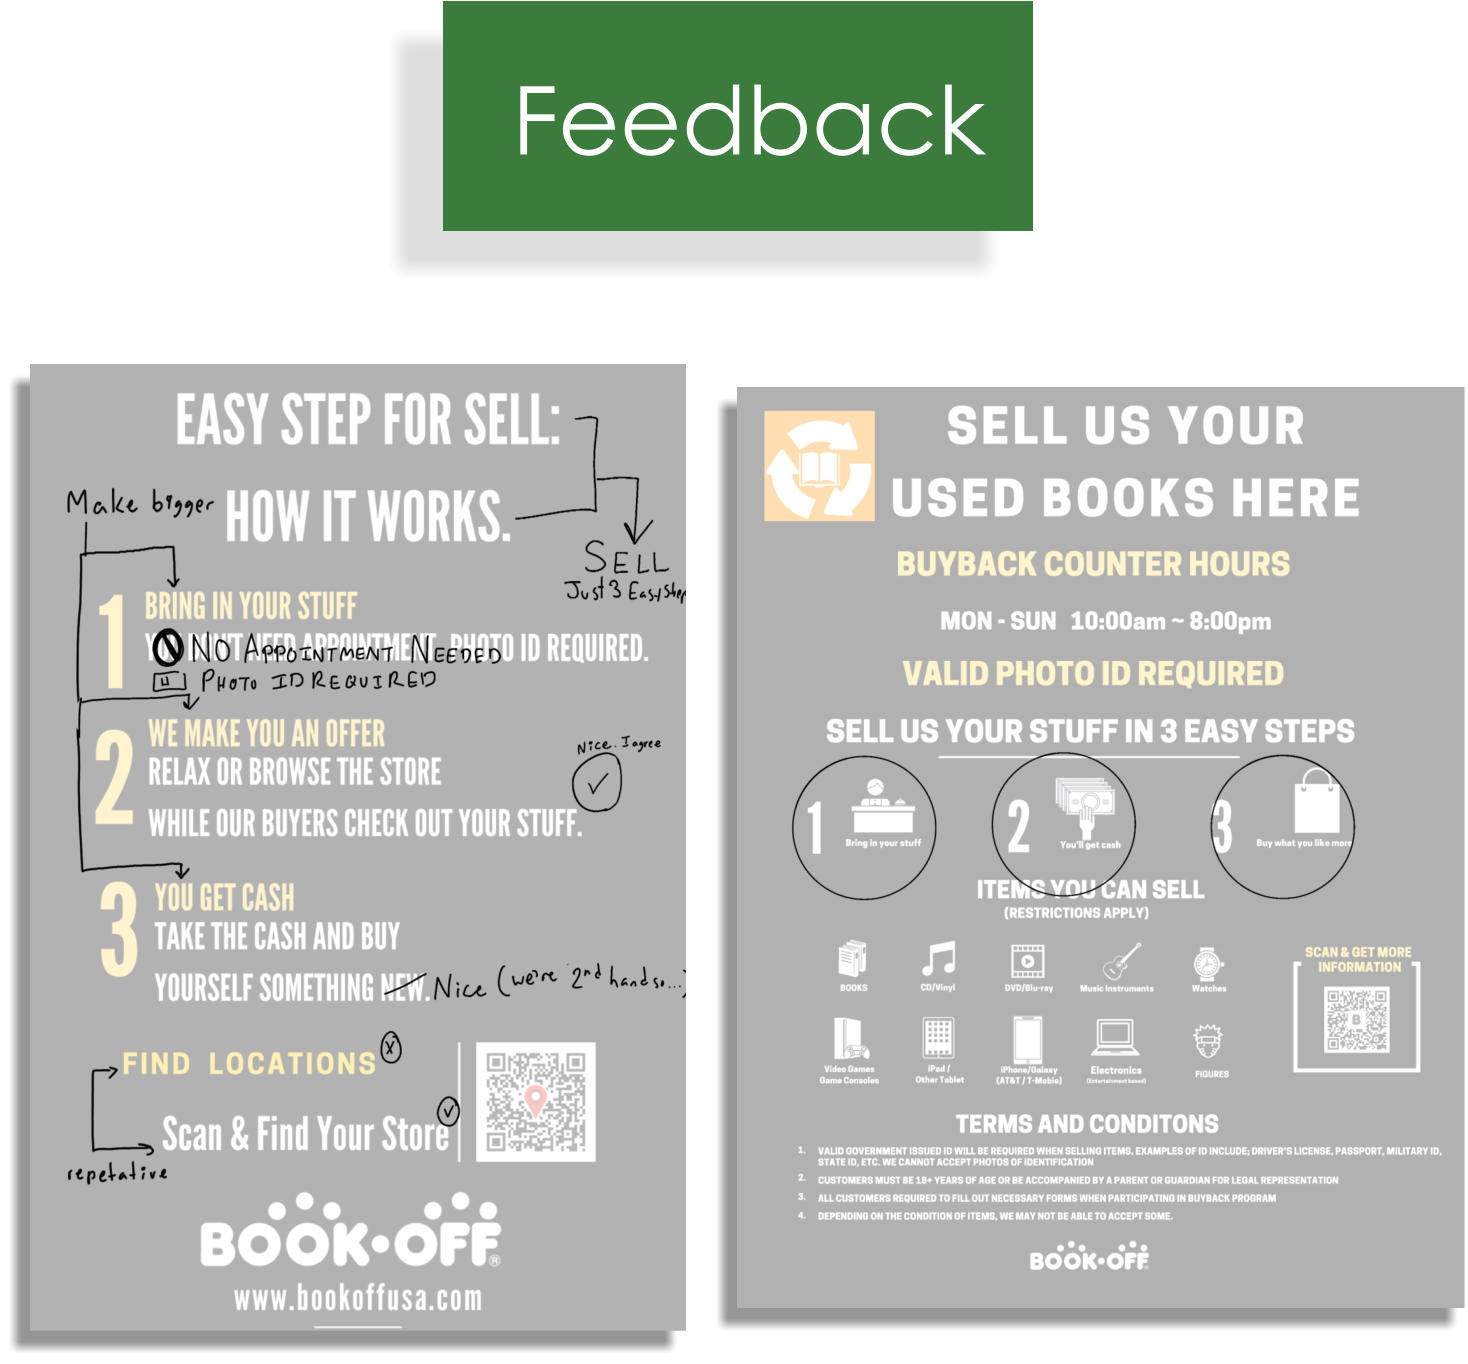 Feedback
EASY STEP FOR SELL:
HOW IT WORKS.
Make bigger
SELL
Just 3 Easy Step
1
BRING IN YOUR STUFF
YOU DON'T NEED APPOINTMENT. PHOTO ID REQUIRED.
NO APPOINTMENT NEEDED
PHOTO ID REQUIRED
2
WE MAKE YOU AN OFFER
RELAX OR BROWSE THE STORE
WHILE OUR BUYERS CHECK OUT YOUR STUFF.
Nice. I agree
3
YOU GET CASH
TAKE THE CASH AND BUY
YOURSELF SOMETHING NEW.
Nice (we're 2nd hand so...)
FIND LOCATIONS
X
Scan & Find Your Store
repetative
BOOK•OFF®
www.bookoffusa.com
SELL US YOUR
USED BOOKS HERE
BUYBACK COUNTER HOURS
MON - SUN 10:00am ~ 8:00pm
VALID PHOTO ID REQUIRED
SELL US YOUR STUFF IN 3 EASY STEPS
1
Bring in your stuff
2
You'll get cash
3
Buy what you like more
ITEMS YOU CAN SELL
(RESTRICTIONS APPLY)
BOOKS
CD/Vinyl
DVD/Blu-ray
Music Instruments
Watches
Video Games
Game Consoles
iPad /
Other Tablet
iPhone/Galaxy
(AT&T / T-Mobie)
Electronics
(Entertainment based)
FIGURES
SCAN & GET MORE
INFORMATION
B
TERMS AND CONDITONS
1. VALID GOVERNMENT ISSUED ID WILL BE REQUIRED WHEN SELLING ITEMS. EXAMPLES OF ID INCLUDE; DRIVER'S LICENSE, PASSPORT, MILITARY ID,
STATE ID, ETC. WE CANNOT ACCEPT PHOTOS OF IDENTIFICATION
2. CUSTOMERS MUST BE 18+ YEARS OF AGE OR BE ACCOMPANIED BY A PARENT OR GUARDIAN FOR LEGAL REPRESENTATION
3. ALL CUSTOMERS REQUIRED TO FILL OUT NECESSARY FORMS WHEN PARTICIPATING IN BUYBACK PROGRAM
4. DEPENDING ON THE CONDITION OF ITEMS, WE MAY NOT BE ABLE TO ACCEPT SOME.
BOOK•OFF